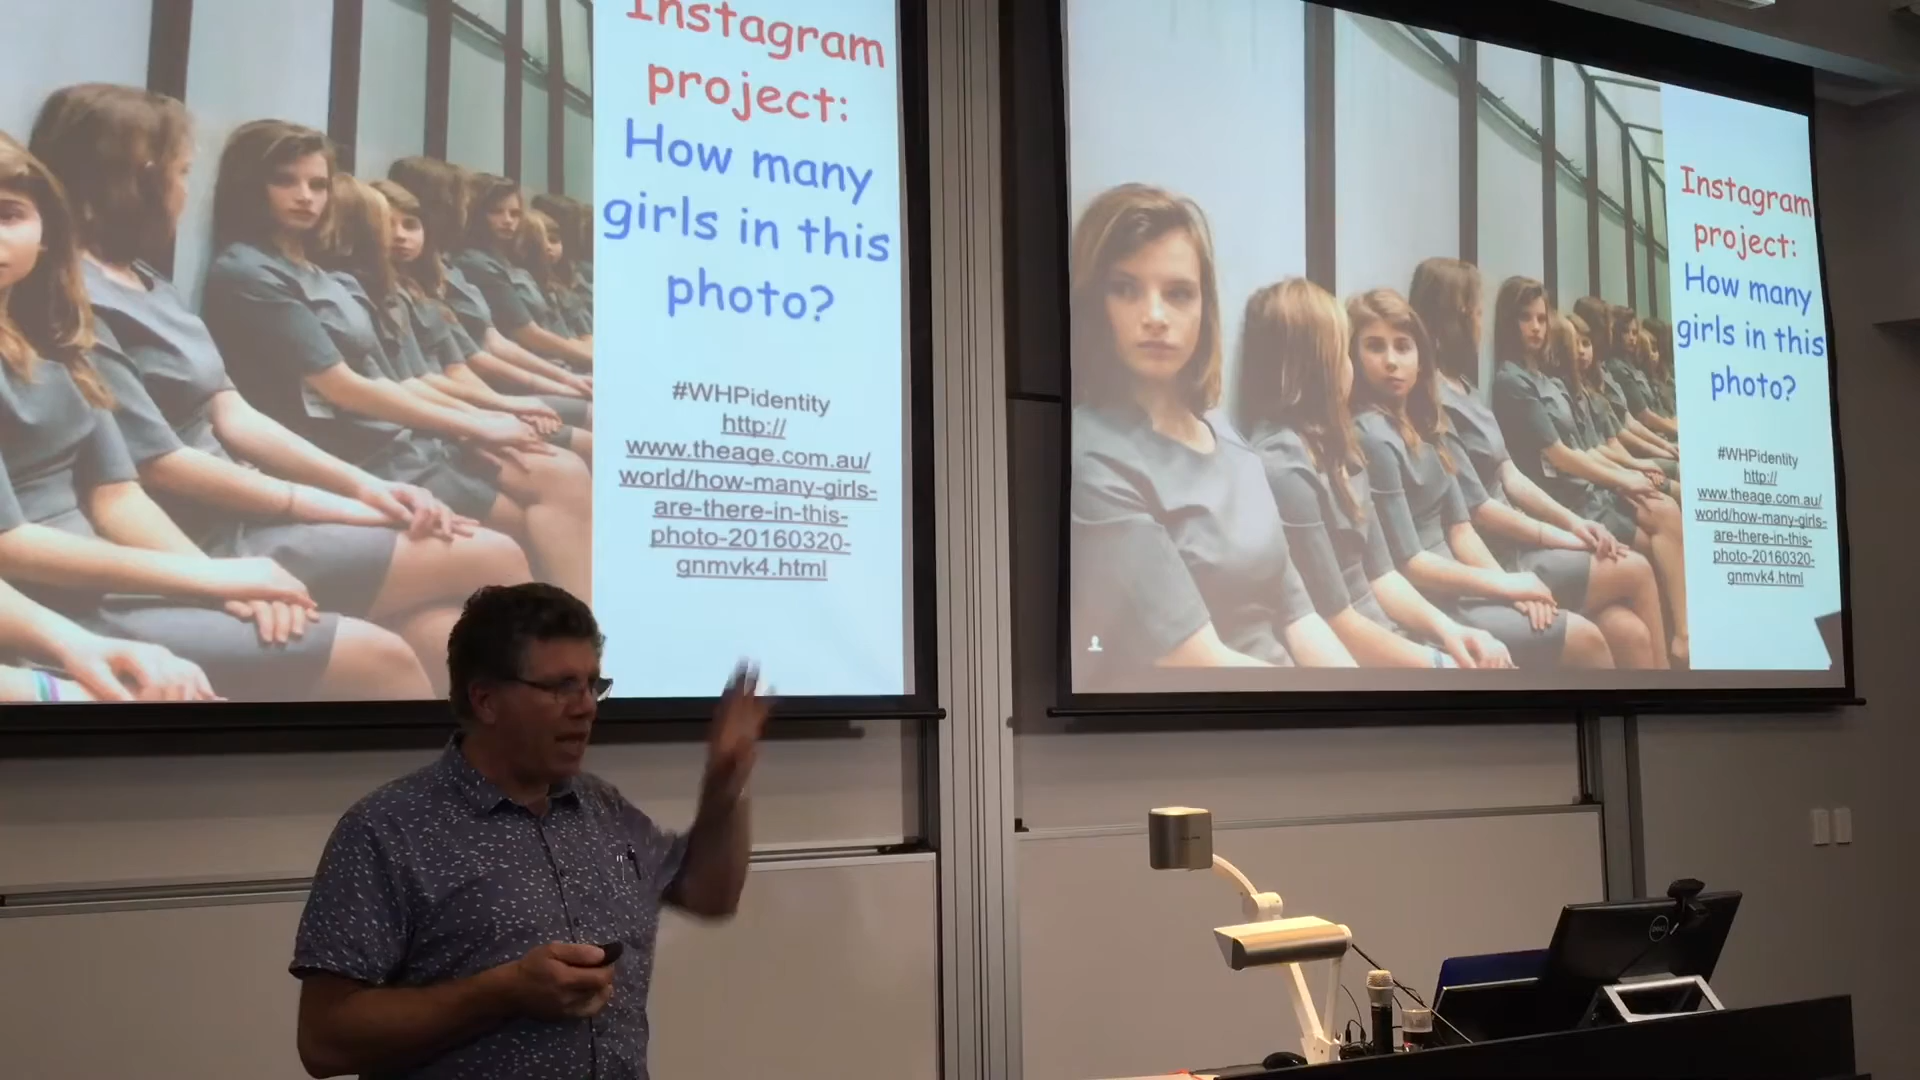 Instagram
project:
How many
girls in this
photo?
#WHPidentity
http://
www.theage.com.au/
world/how-many-girls-
are-there-in-this-
photo-20160320-
gnmvk4.html
Instagram
project:
How many
girls in this
photo?
#WHPidentity
http://
www.theage.com.au/
world/how-many-girls-
are-there-in-this-
photo-20160320-
gnmvk4.html
DELL